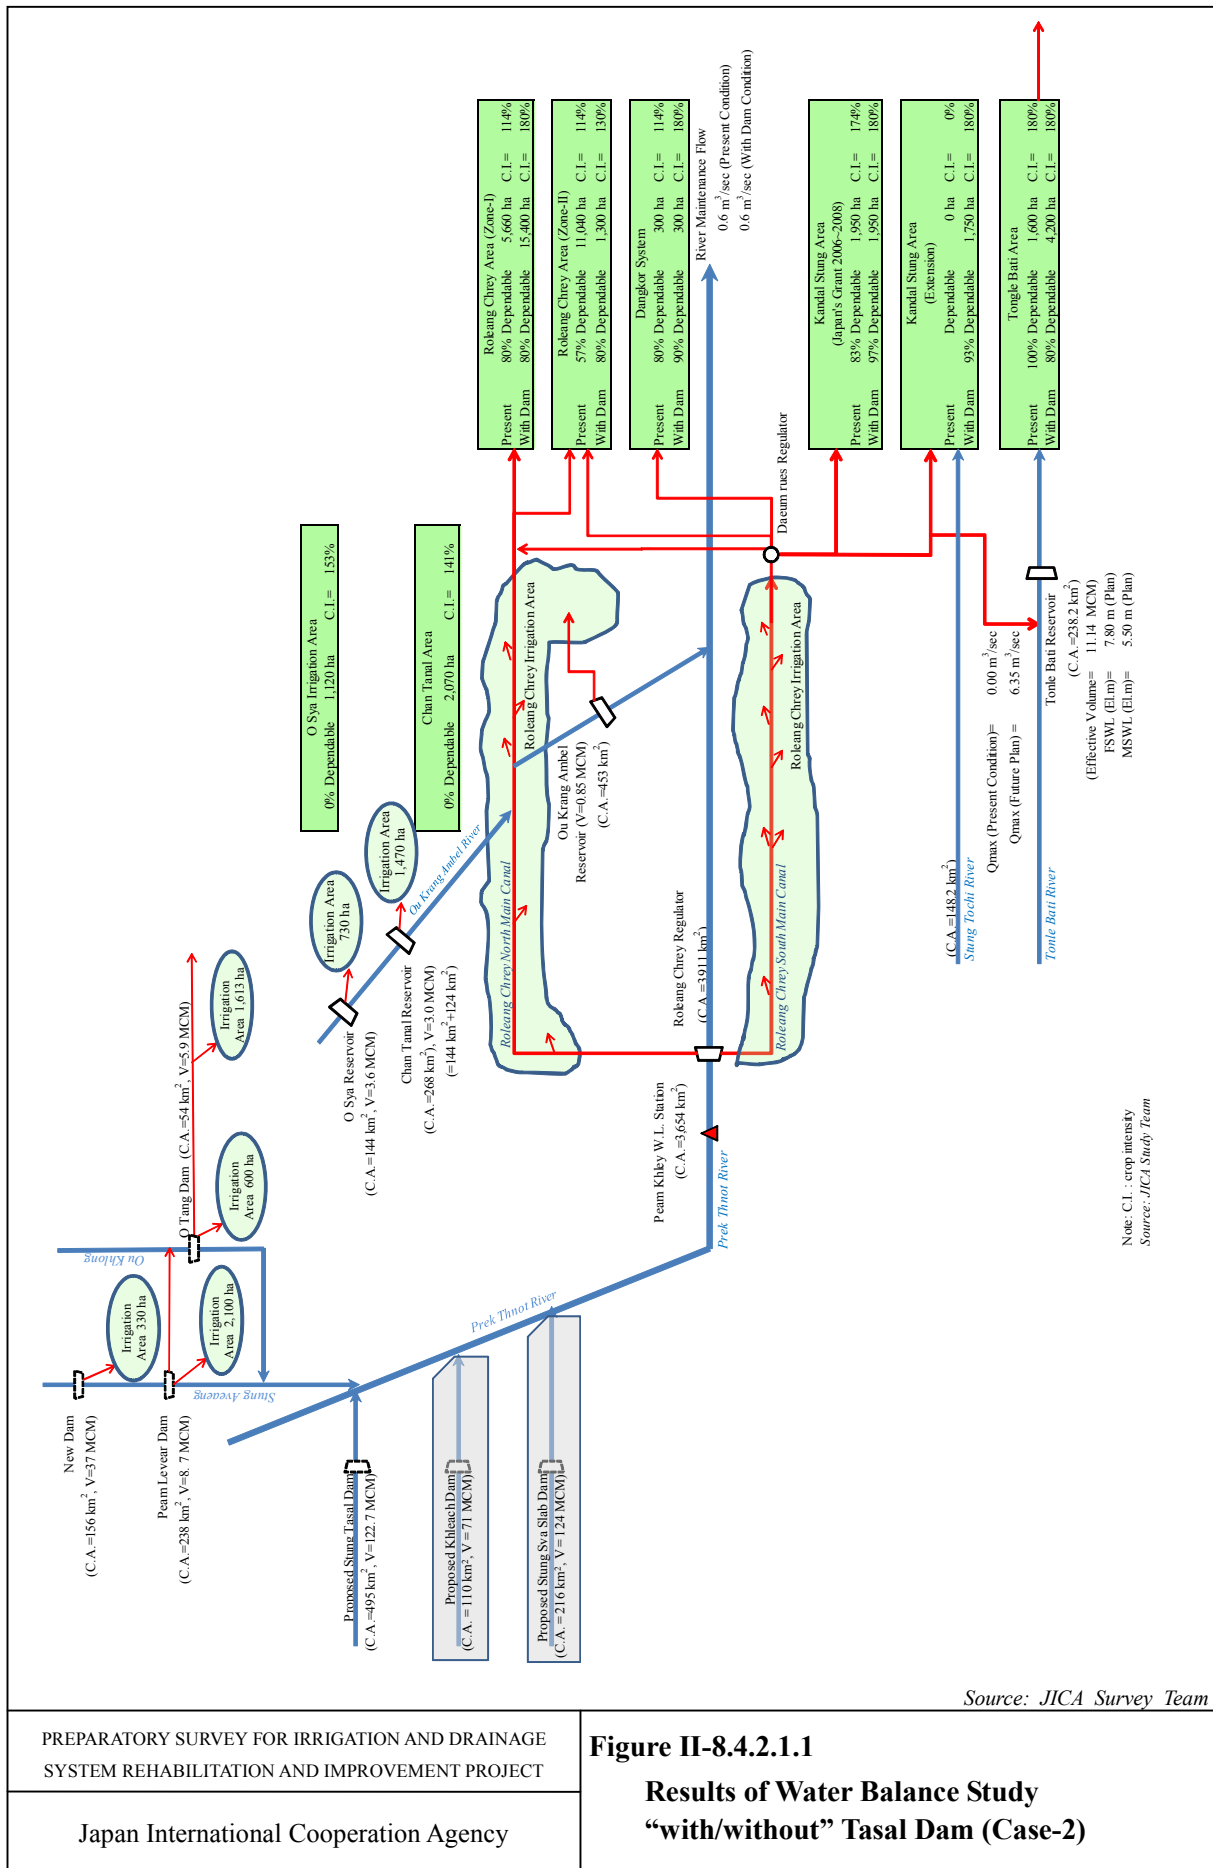 New Dam
(C.A.=156 km², V=37 MCM)
Peam Levear Dam
(C.A.=238 km², V=8. 7 MCM)
Proposed Stung Tasal Dam
(C.A.=495 km², V=122.7 MCM)
Proposed Khleach Dam
(C.A. = 110 km², V = 71 MCM)
Proposed Stung Sva Slab Dam
(C.A. = 216 km², V = 124 MCM)
Irrigation
Area 330 ha
Irrigation
Area 2,100 ha
Stung Aveaeng
Ou Khlong
O Tang Dam (C.A.=54 km², V=5.9 MCM)
Irrigation
Area 600 ha
Irrigation
Area 1,613 ha
Prek Thnot River
Prek Thnot River
Peam Khley W.L. Station
(C.A.=3,654 km²)
Roleang Chrey Regulator
(C.A.=3,911 km²)
O Sya Reservoir
(C.A.=144 km², V=3.6 MCM)
Chan Tanal Reservoir
(C.A.=268 km²), V=3.0 MCM)
(=144 km²+124 km²)
Irrigation Area
730 ha
Irrigation Area
1,470 ha
Ou Krang Ambel River
Roleang Chrey North Main Canal
Roleang Chrey Irrigation Area
Ou Krang Ambel
Reservoir (V=0.85 MCM)
(C.A.=453 km²)
Roleang Chrey South Main Canal
Roleang Chrey Irrigation Area
O Sya Irrigation Area
0% Dependable 1,120 ha C.I.= 153%
Chan Tanal Area
0% Dependable 2,070 ha C.I.= 141%
Roleang Chrey Area (Zone-I)
Present 80% Dependable 5,660 ha C.I.= 114%
With Dam 80% Dependable 15,400 ha C.I.= 180%
Roleang Chrey Area (Zone-II)
Present 57% Dependable 11,040 ha C.I.= 114%
With Dam 80% Dependable 1,300 ha C.I.= 130%
Dangkor System
Present 80% Dependable 300 ha C.I.= 114%
With Dam 90% Dependable 300 ha C.I.= 180%
River Maintenance Flow
0.6 m³/sec (Present Condition)
0.6 m³/sec (With Dam Condition)
Daeum rues Regulator
Kandal Stung Area
(Japan's Grant 2006~2008)
Present 83% Dependable 1,950 ha C.I.= 174%
With Dam 97% Dependable 1,950 ha C.I.= 180%
Kandal Stung Area
(Extension)
Present Dependable 0 ha C.I.= 0%
With Dam 93% Dependable 1,750 ha C.I.= 180%
Tongle Bati Area
Present 100% Dependable 1,600 ha C.I.= 180%
With Dam 80% Dependable 4,200 ha C.I.= 180%
(C.A.=148.2 km²)
Stung Tochi River
Qmax (Present Condition)= 0.00 m³/sec
Qmax (Future Plan) = 6.35 m³/sec
Tonle Bati River
Tonle Bati Reservoir
(C.A.=238.2 km²)
(Effective Volume= 11.14 MCM)
FSWL (El.m)= 7.80 m (Plan)
MSWL (El.m)= 5.50 m (Plan)
Note: C.I. : crop intensity
Source: JICA Study Team
Source: JICA Survey Team
PREPARATORY SURVEY FOR IRRIGATION AND DRAINAGE
SYSTEM REHABILITATION AND IMPROVEMENT PROJECT
Japan International Cooperation Agency
Figure II-8.4.2.1.1
Results of Water Balance Study
“with/without” Tasal Dam (Case-2)